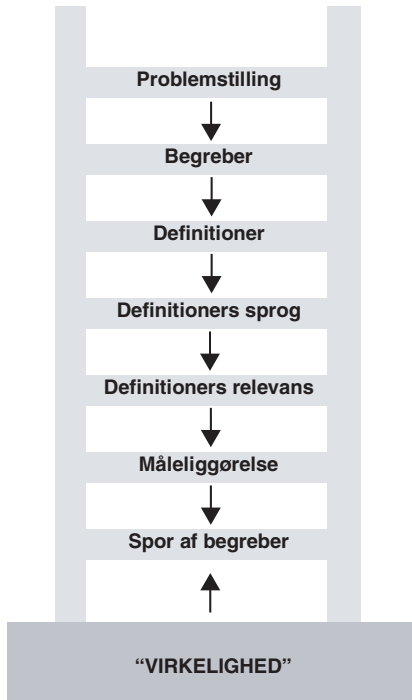 Problemstilling
Begreber
Definitioner
Definitioners sprog
Definitioners relevans
Måleliggørelse
Spor af begreber
“VIRKELIGHED”